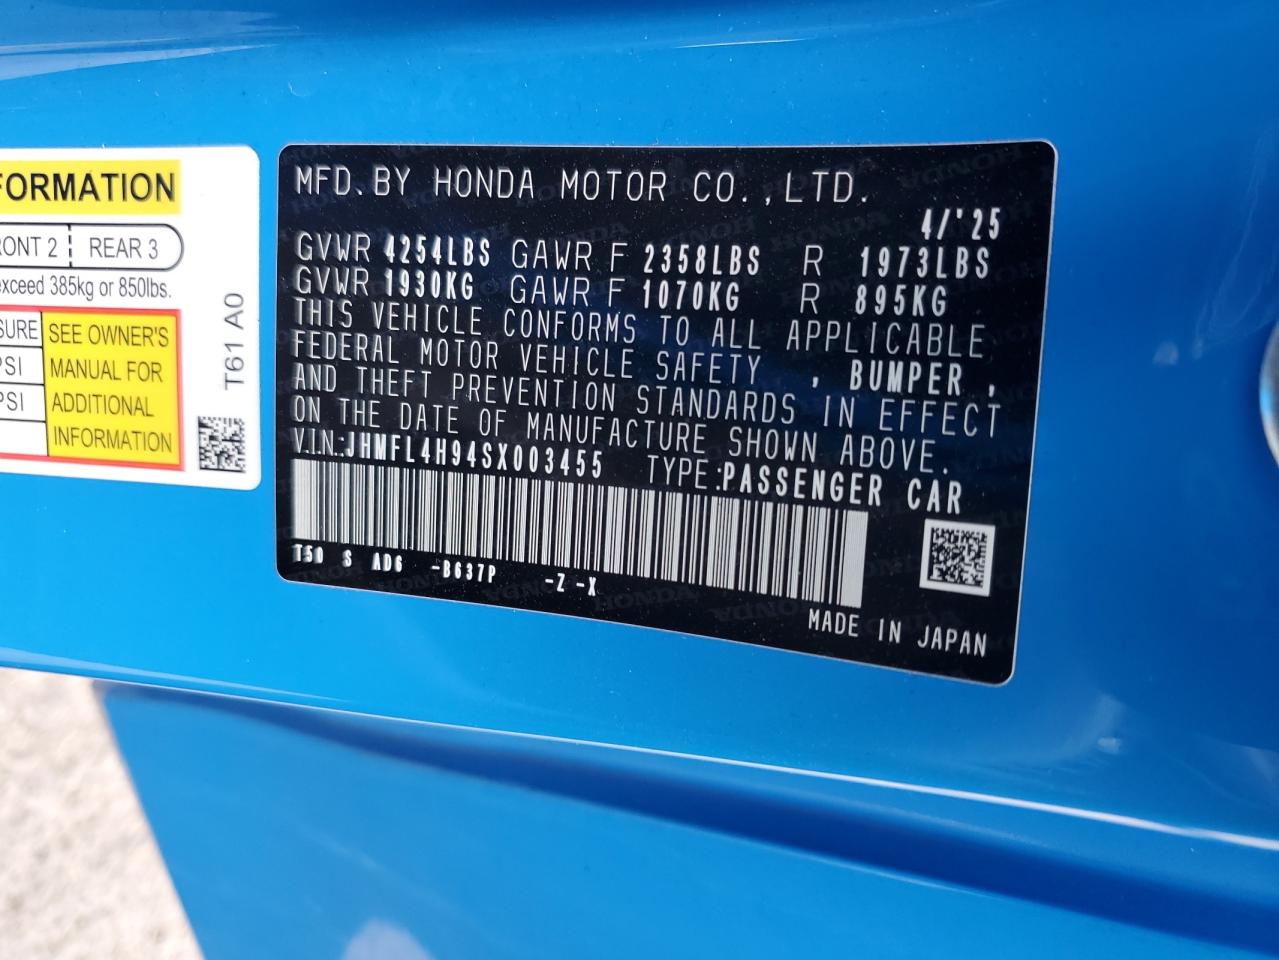 FORMATION
RONT 2 REAR 3
exceed 385kg or 850lbs.
SURE
PSI
PSI
SEE OWNER'S
MANUAL FOR
ADDITIONAL
INFORMATION
T61 A0
MFD.BY HONDA MOTOR CO.,LTD.
4/'25
GVWR 4254LBS GAWR F 2358LBS R 1973LBS
GVWR 1930KG GAWR F 1070KG R 895KG
THIS VEHICLE CONFORMS TO ALL APPLICABLE
FEDERAL MOTOR VEHICLE SAFETY , BUMPER ,
AND THEFT PREVENTION STANDARDS IN EFFECT
ON THE DATE OF MANUFACTURE SHOWN ABOVE.
V.I.N:JHMFL4H94SX003455 TYPE:PASSENGER CAR
T50 S AD6 -B637P -Z -X
MADE IN JAPAN